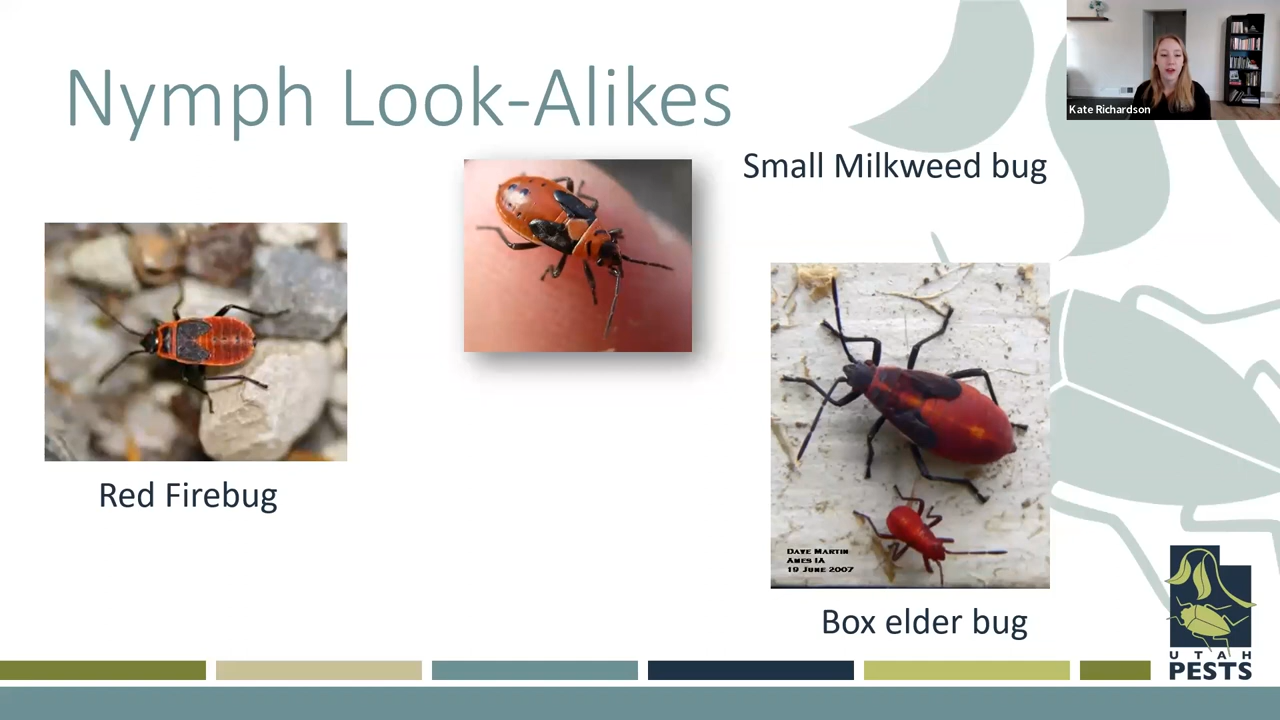 Nymph Look-Alikes
Kate Richardson
Small Milkweed bug
Red Firebug
DAVE MARTIN
AMES IA
19 JUNE 2007
Box elder bug
UTAH
PESTS